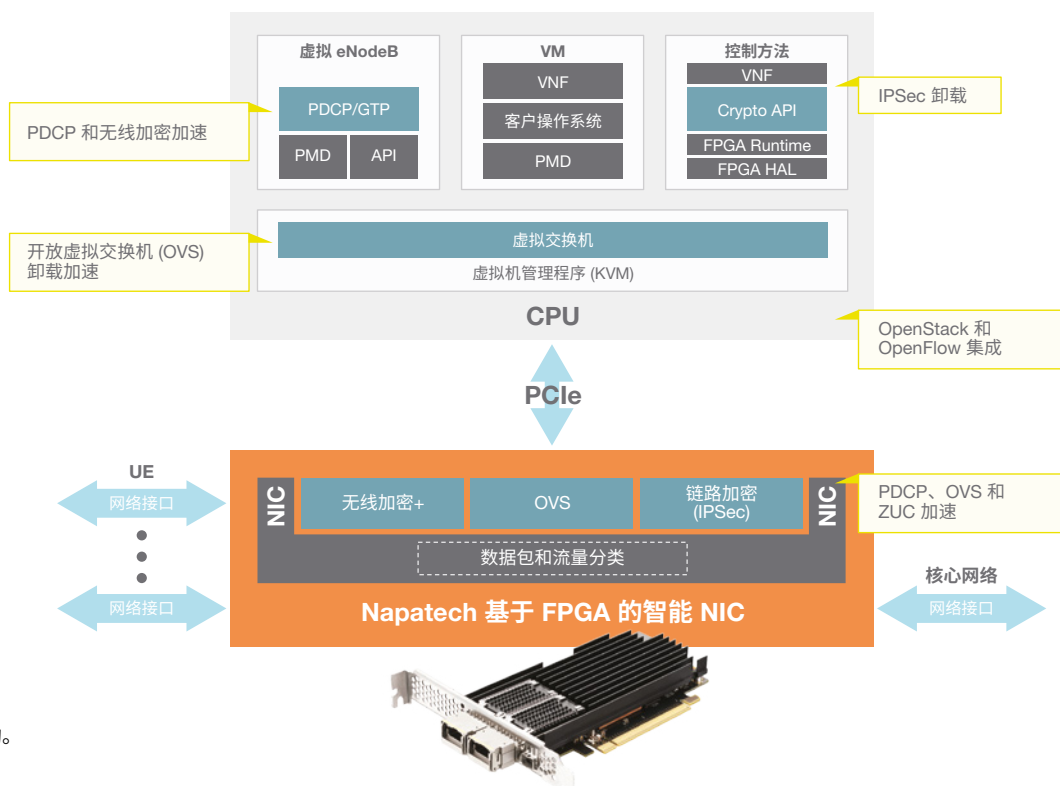 虚拟 eNodeB
PDCP/GTP
PMD
API
VM
VNF
客户操作系统
PMD
控制方法
VNF
Crypto API
FPGA Runtime
FPGA HAL
PDCP 和无线加密加速
IPSec 卸载
开放虚拟交换机 (OVS)
卸载加速
虚拟交换机
虚拟机管理程序 (KVM)
CPU
OpenStack 和
OpenFlow 集成
PCIe
UE
网络接口
网络接口
NIC
无线加密+
OVS
链路加密
(IPSec)
NIC
数据包和流量分类
Napatech 基于 FPGA 的智能 NIC
PDCP、OVS 和
ZUC 加速
核心网络
网络接口
。